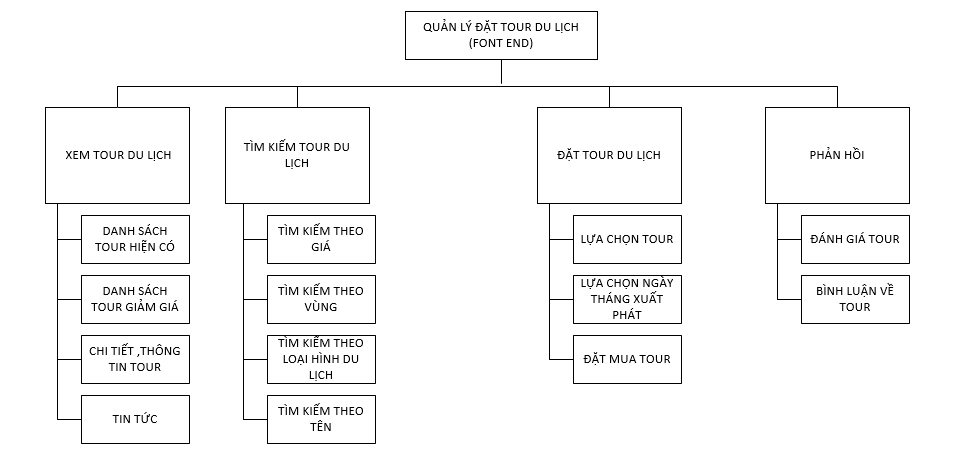 QUẢN LÝ ĐẶT TOUR DU LỊCH
(FONT END)
XEM TOUR DU LỊCH
DANH SÁCH
TOUR HIỆN CÓ
DANH SÁCH
TOUR GIẢM GIÁ
CHI TIẾT ,THÔNG
TIN TOUR
TIN TỨC
TÌM KIẾM TOUR DU
LỊCH
TÌM KIẾM THEO
GIÁ
TÌM KIẾM THEO
VÙNG
TÌM KIẾM THEO
LOẠI HÌNH DU
LỊCH
TÌM KIẾM THEO
TÊN
ĐẶT TOUR DU LỊCH
LỰA CHỌN TOUR
LỰA CHỌN NGÀY
THÁNG XUẤT
PHÁT
ĐẶT MUA TOUR
PHẢN HỒI
ĐÁNH GIÁ TOUR
BÌNH LUẬN VỀ
TOUR